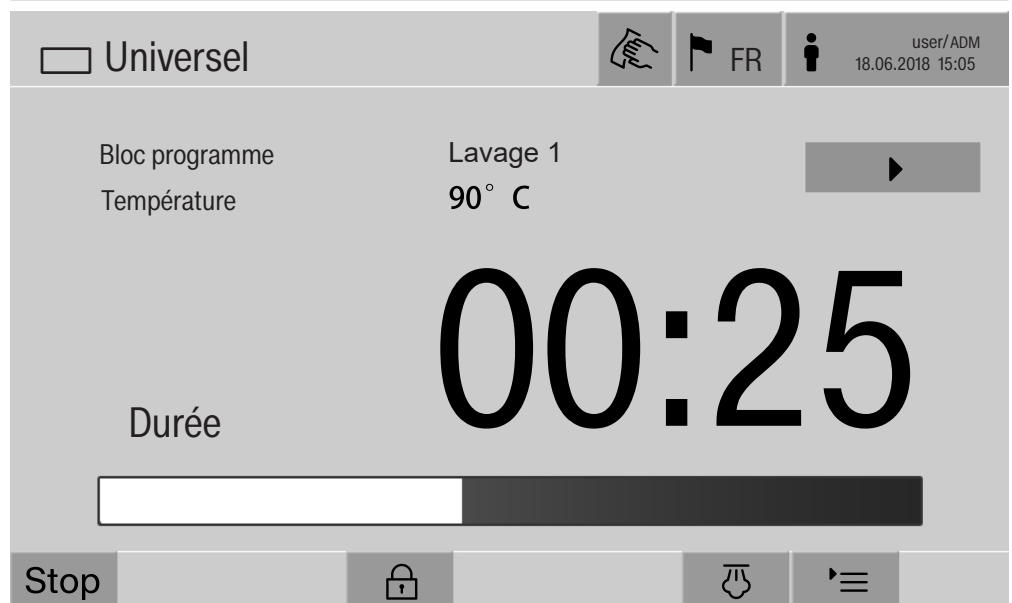 Universel
FR
user/ADM
18.06.2018 15:05
Bloc programme
Lavage 1
Température
90° C
00:25
Durée
Stop